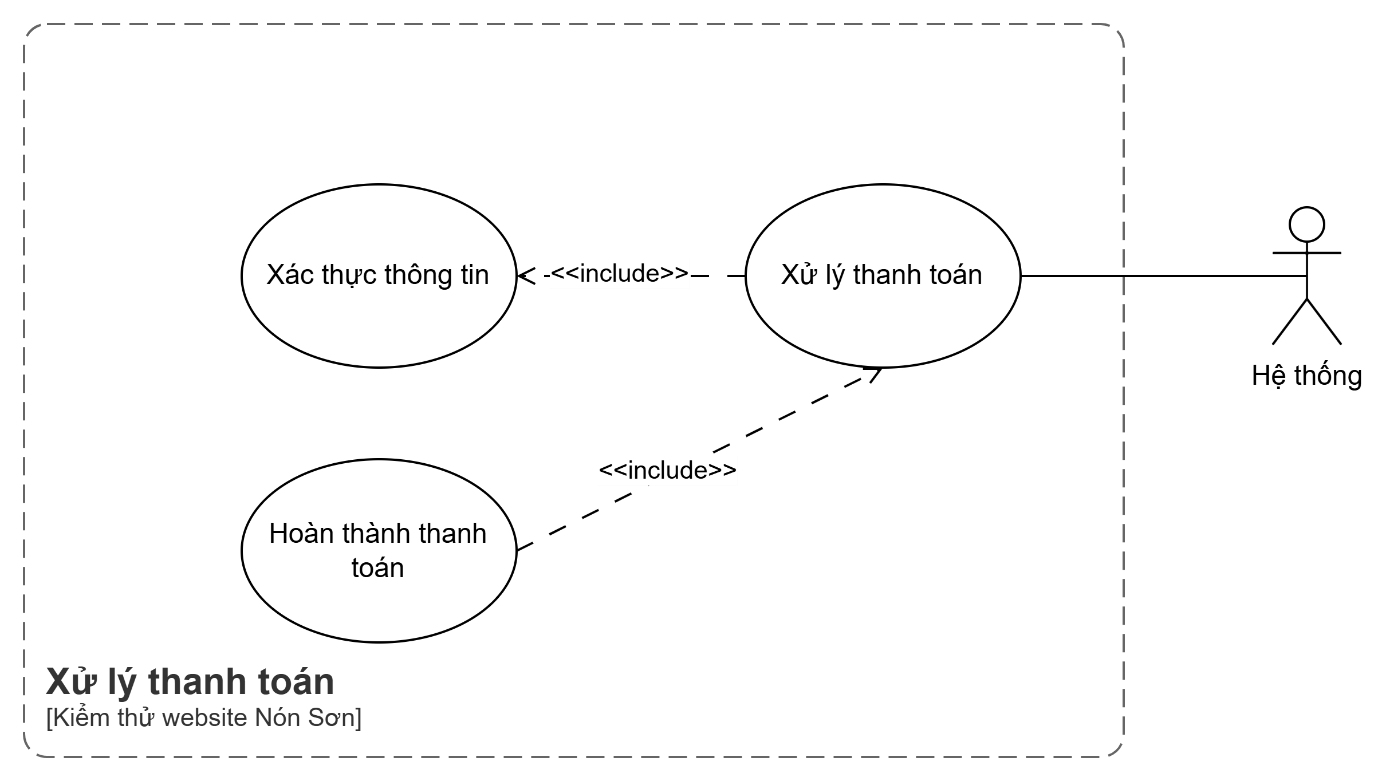 Xác thực thông tin
<<include>>
Xử lý thanh toán
Hệ thống
<<include>>
Hoàn thành thanh
toán
Xử lý thanh toán
[Kiểm thử website Nón Sơn]